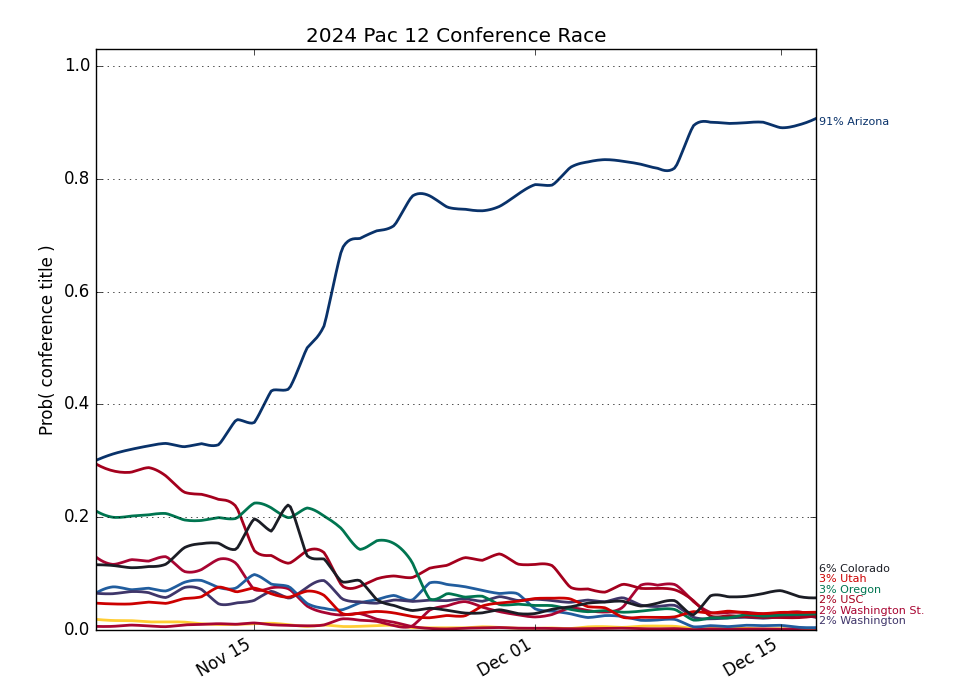 2024 Pac 12 Conference Race
Prob( conference title )
1.0
0.8
0.6
0.4
0.2
0.0
Nov 15
Dec 01
Dec 15
91% Arizona
6% Colorado
3% Utah
3% Oregon
2% USC
2% Washington St.
2% Washington